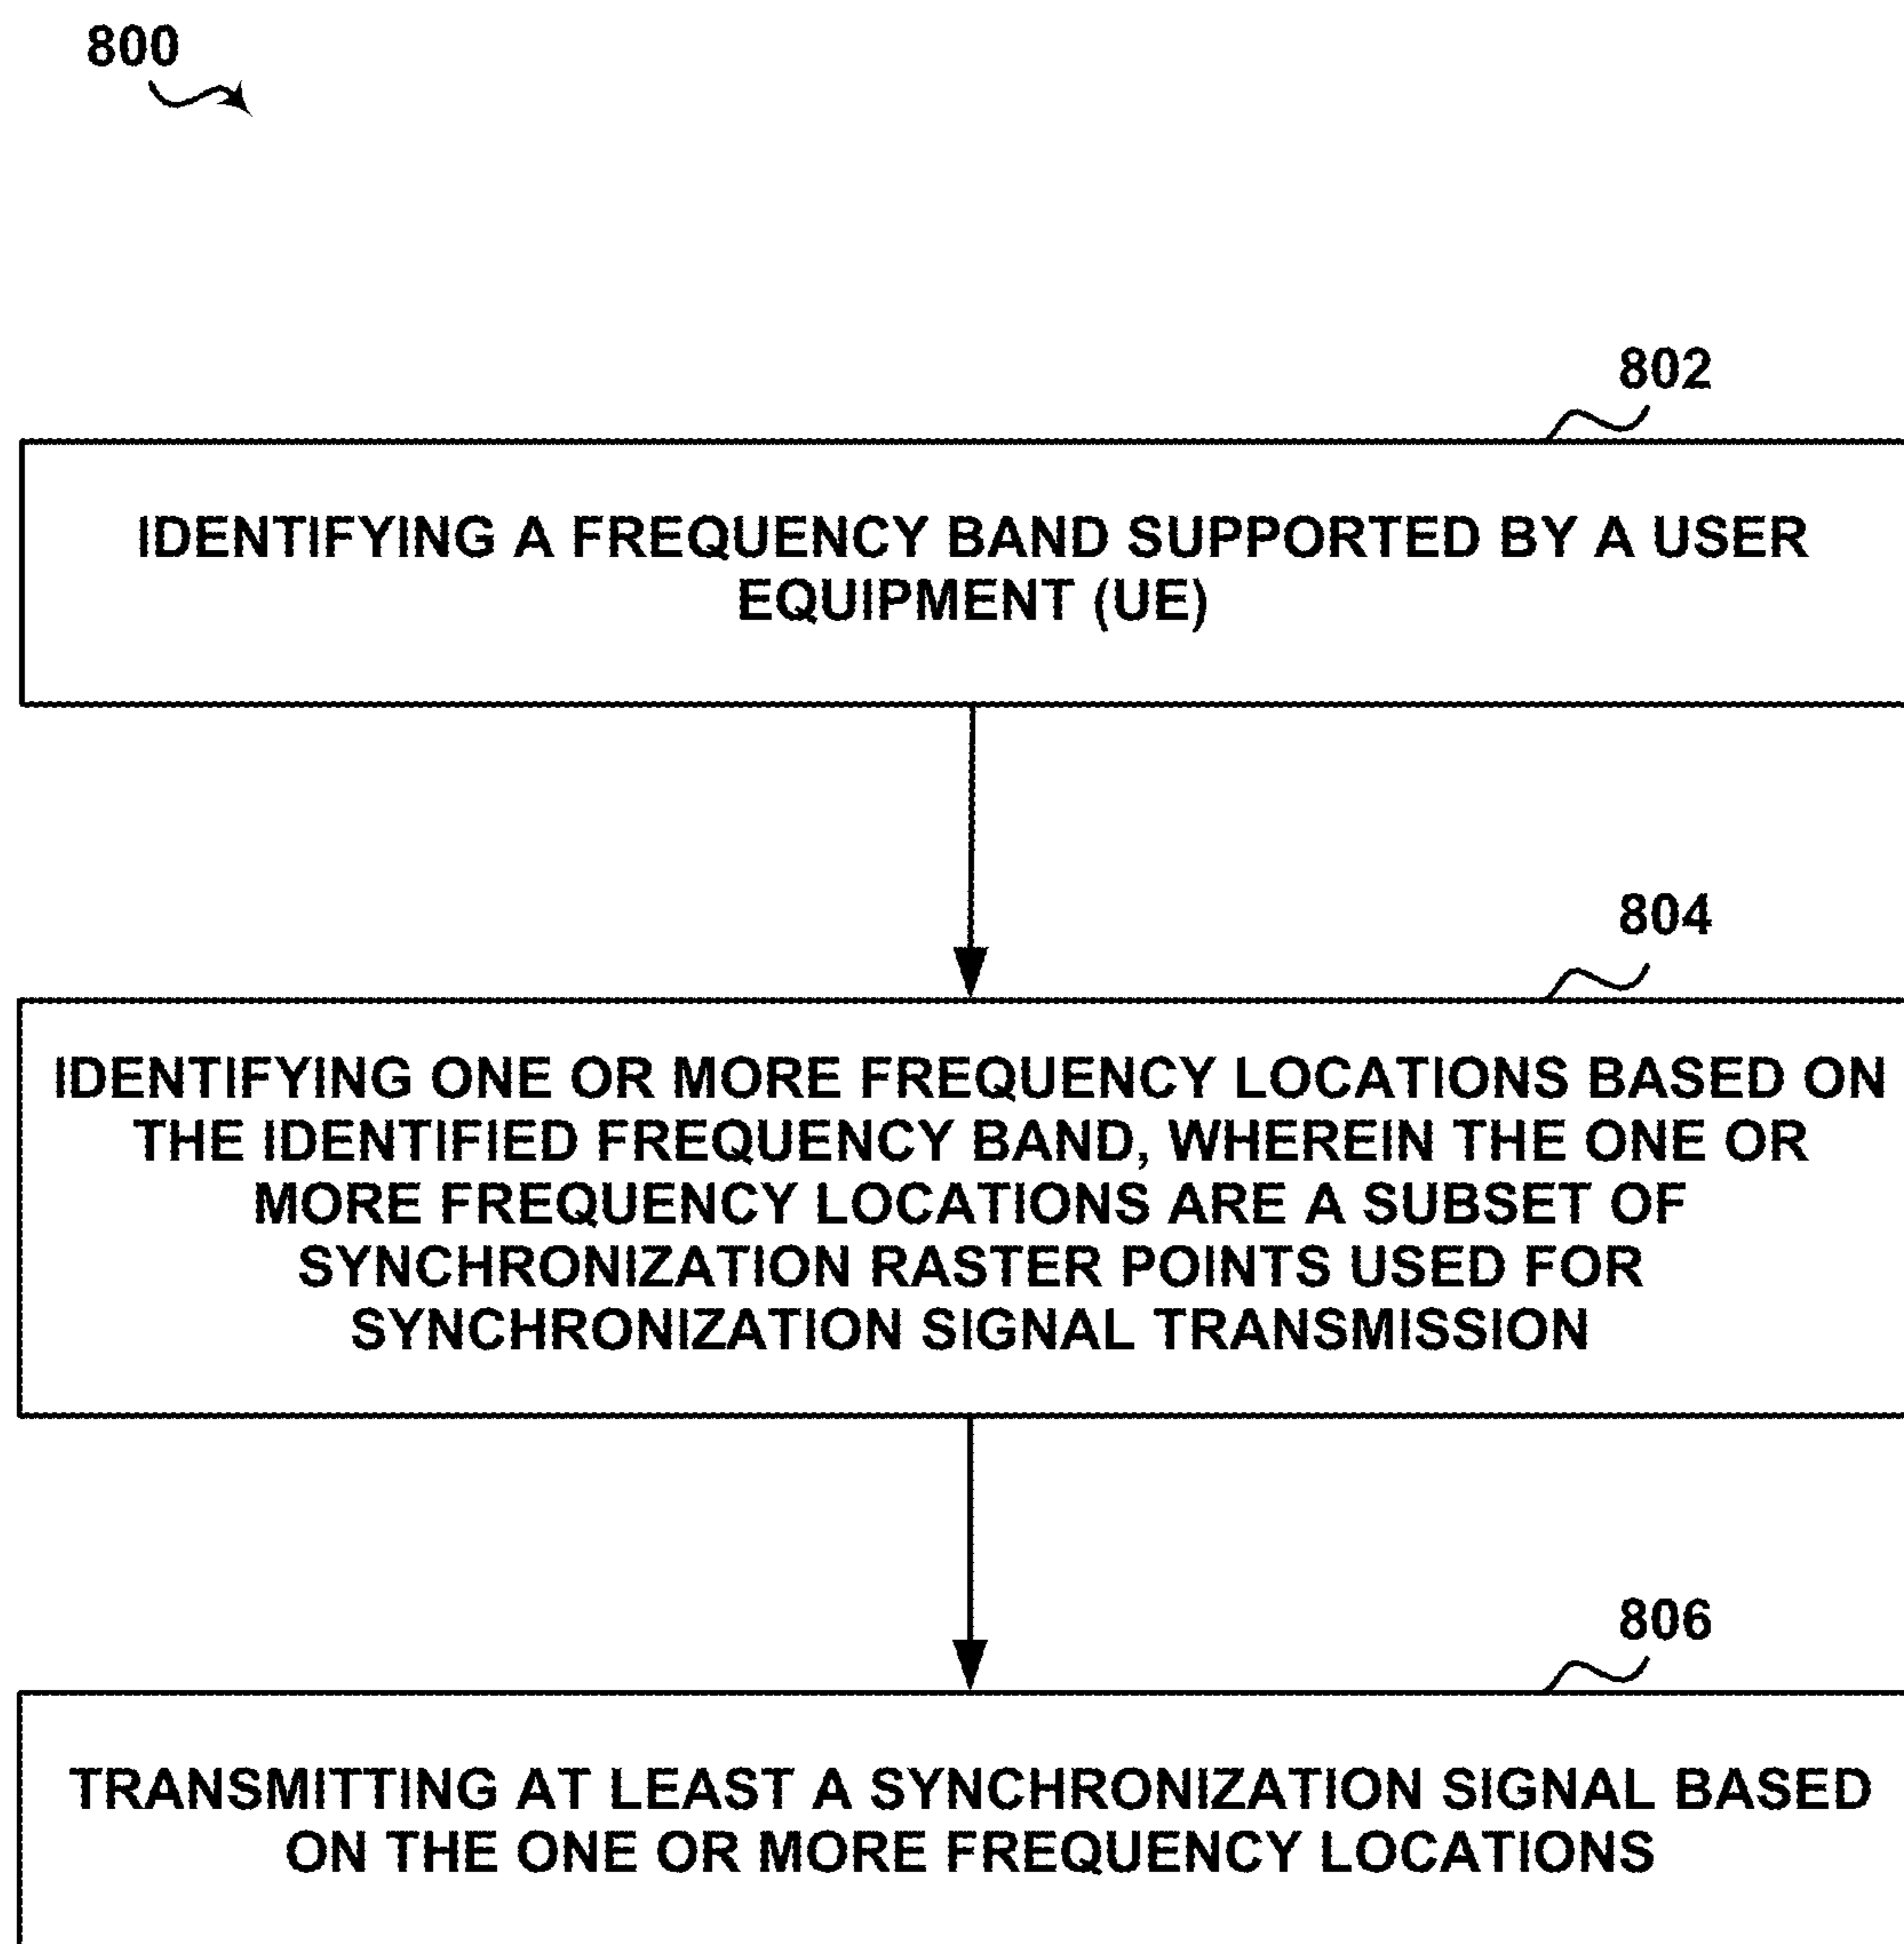 800
802
IDENTIFYING A FREQUENCY BAND SUPPORTED BY A USER
EQUIPMENT (UE)
804
IDENTIFYING ONE OR MORE FREQUENCY LOCATIONS BASED ON
THE IDENTIFIED FREQUENCY BAND, WHEREIN THE ONE OR
MORE FREQUENCY LOCATIONS ARE A SUBSET OF
SYNCHRONIZATION RASTER POINTS USED FOR
SYNCHRONIZATION SIGNAL TRANSMISSION
806
TRANSMITTING AT LEAST A SYNCHRONIZATION SIGNAL BASED
ON THE ONE OR MORE FREQUENCY LOCATIONS